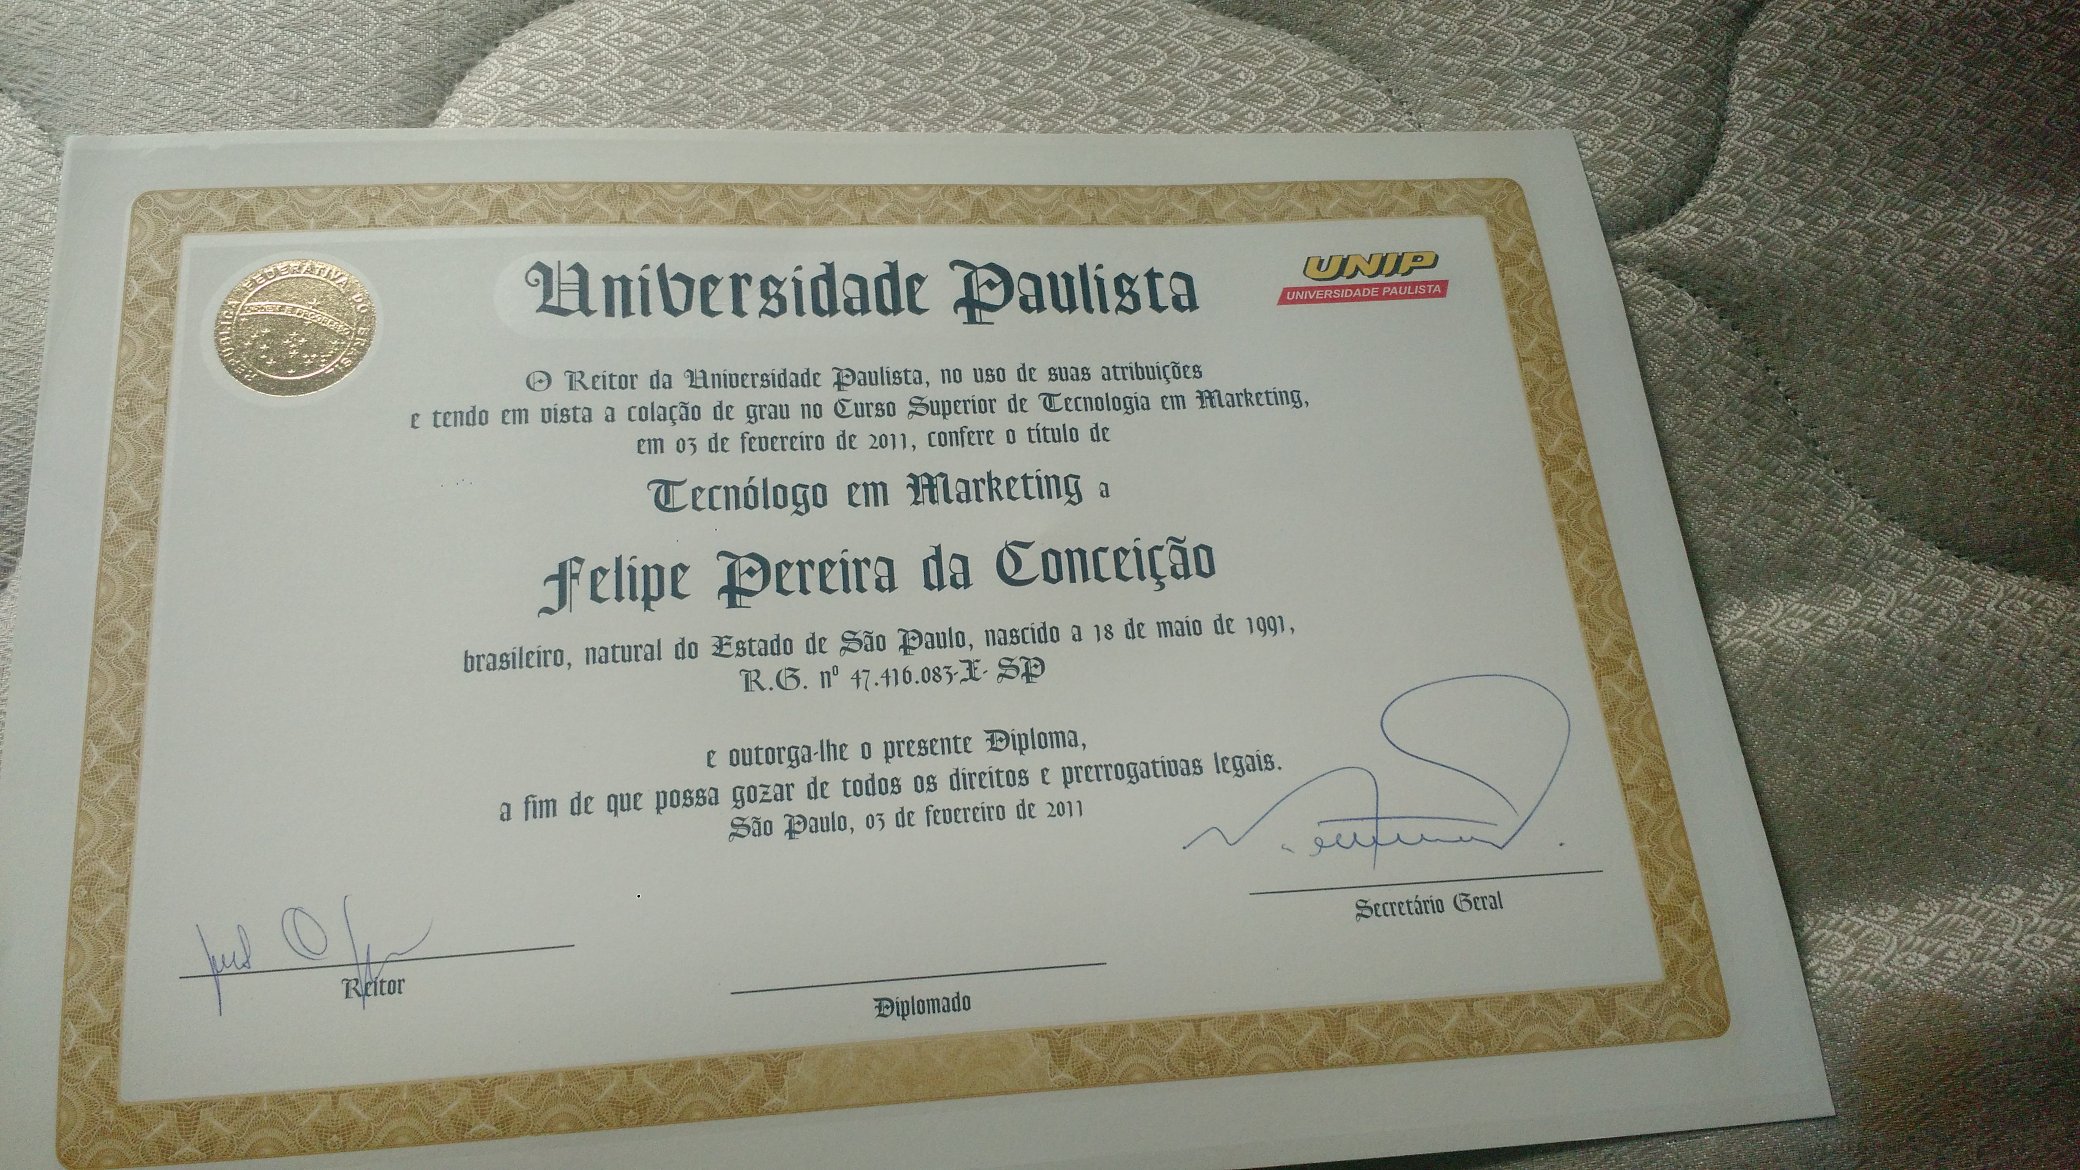 Universidade Paulista
UNIP
UNIVERSIDADE PAULISTA
REPÚBLICA FEDERATIVA DO BRASIL
O Reitor da Universidade Paulista, no uso de suas atribuições
e tendo em vista a colação de grau no Curso Superior de Tecnologia em Marketing,
em 03 de fevereiro de 2011, confere o título de
Tecnólogo em Marketing a
Felipe Pereira da Conceição
brasileiro, natural do Estado de São Paulo, nascido a 18 de maio de 1991,
R.G. nº 47.416.083-X- SP
e outorga-lhe o presente Diploma,
a fim de que possa gozar de todos os direitos e prerrogativas legais.
São Paulo, 03 de fevereiro de 2011
Secretário Geral
Reitor
Diplomado